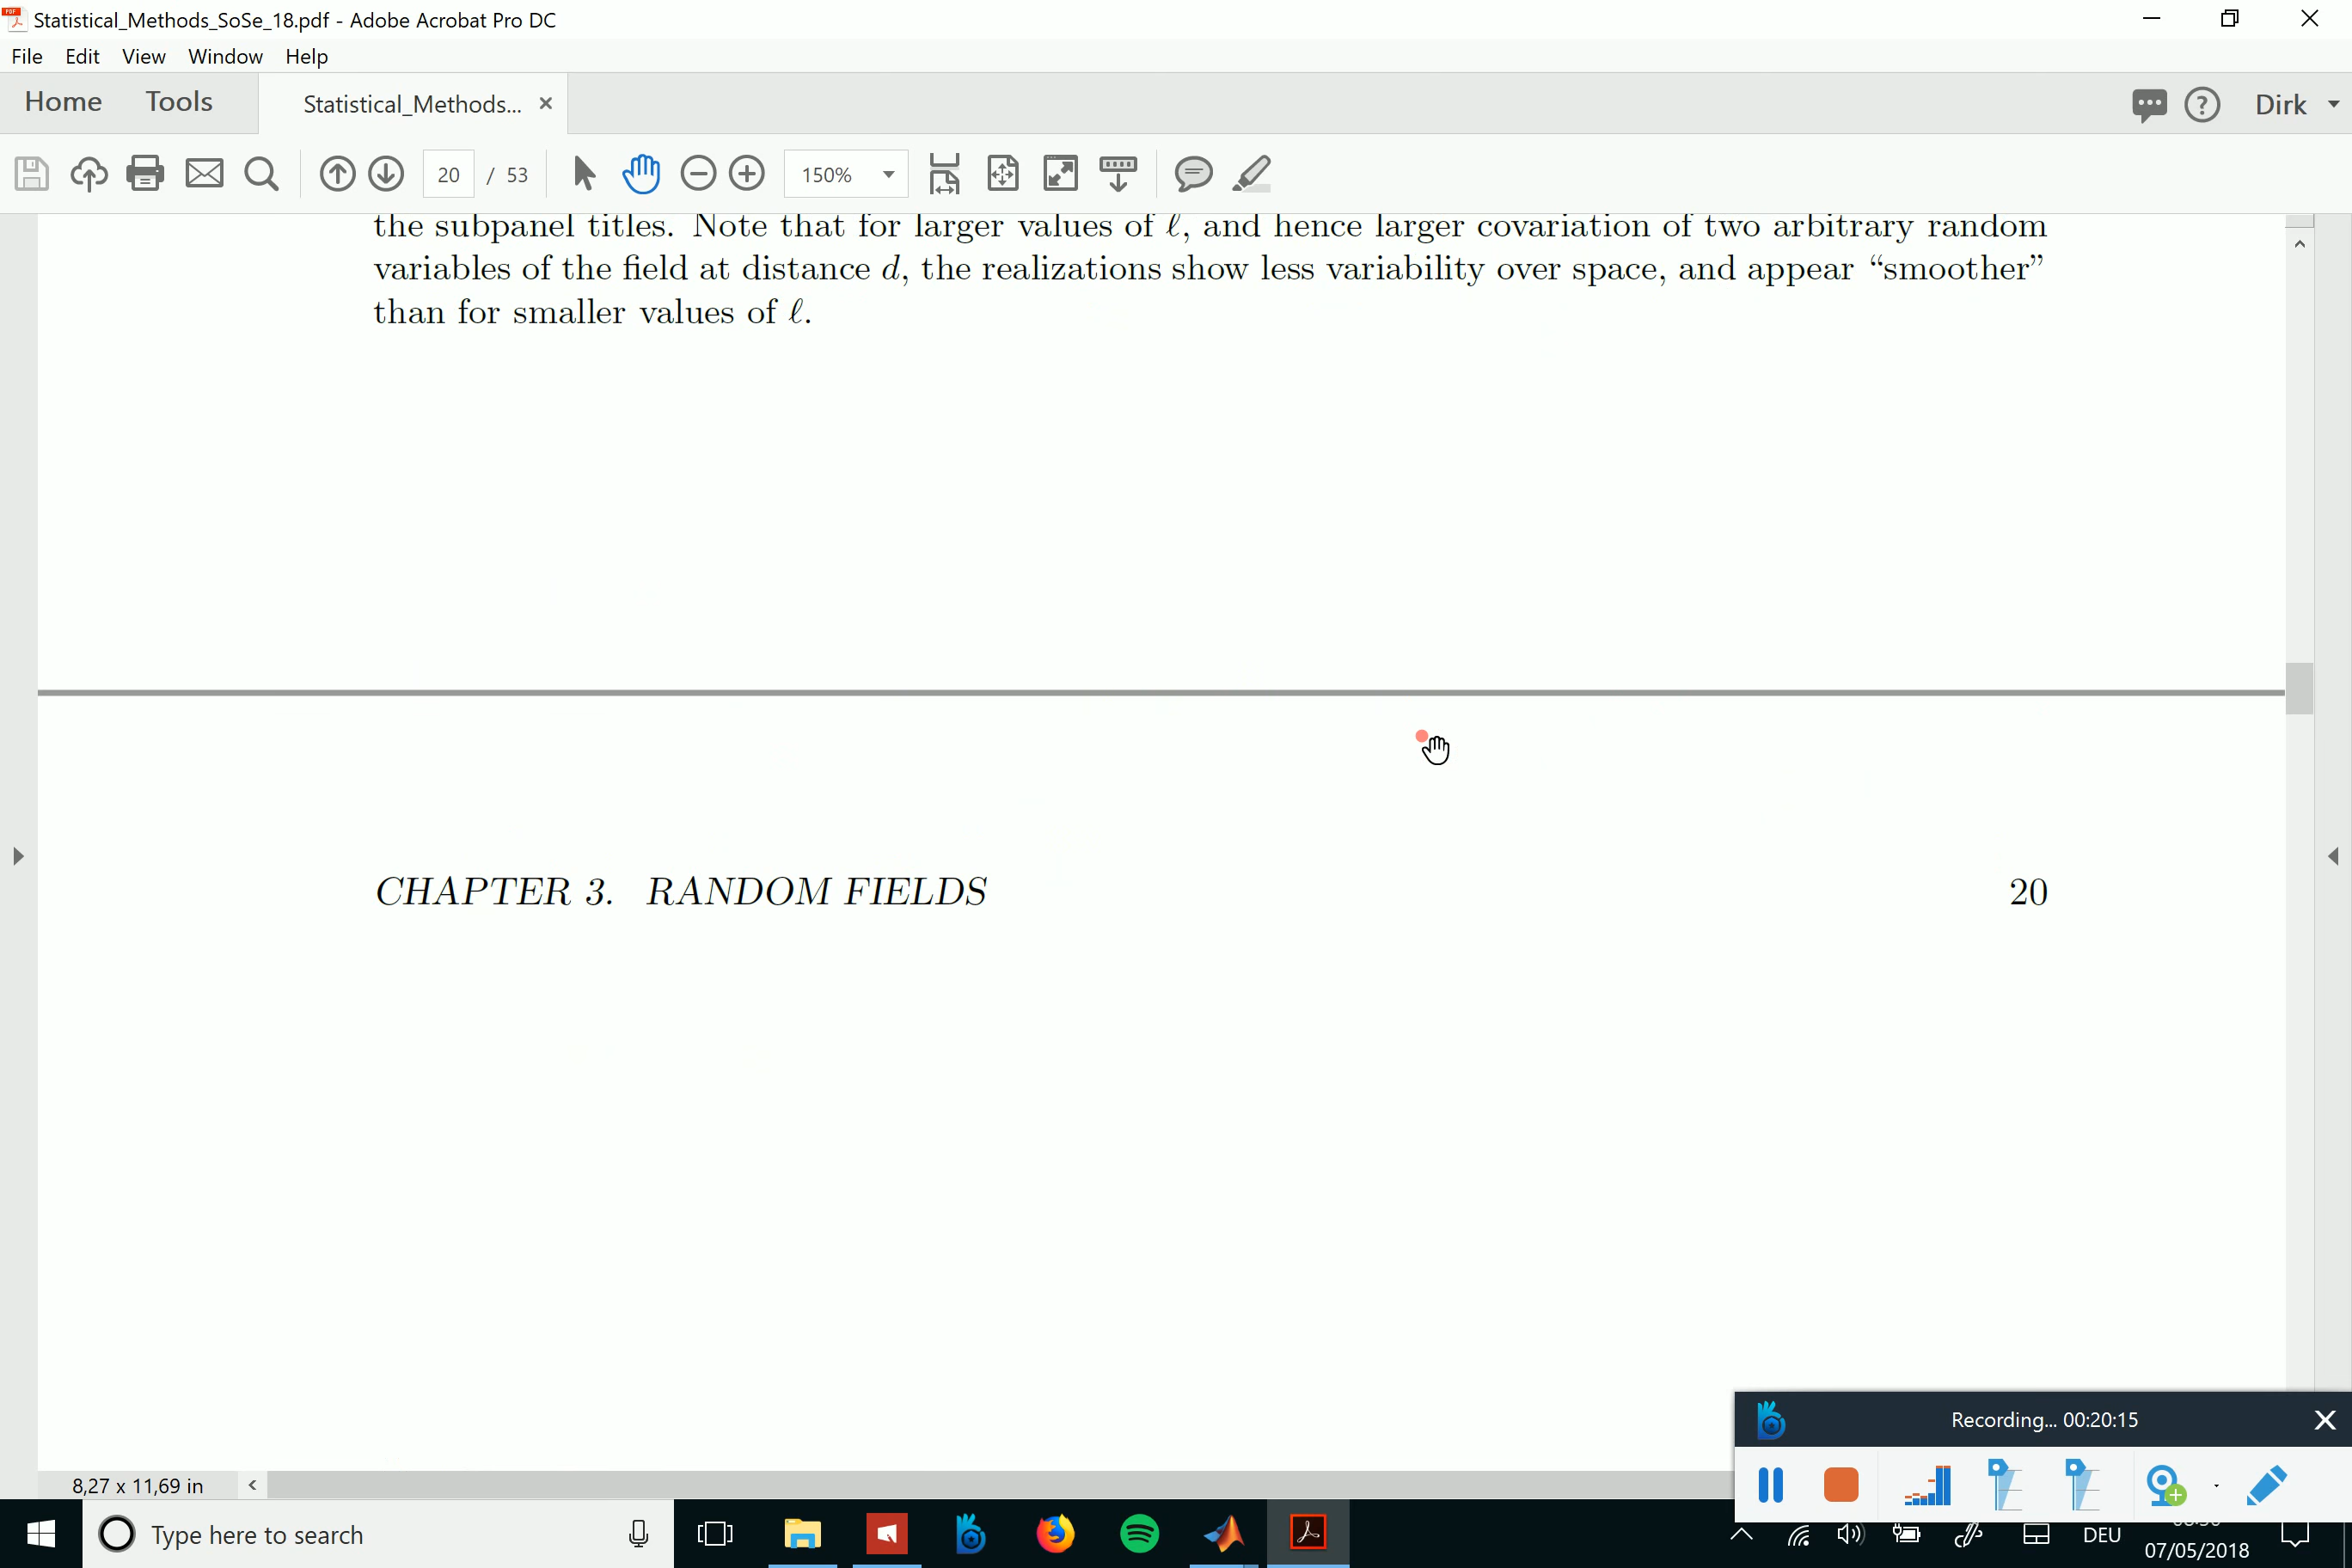 Statistical_Methods_SoSe_18.pdf - Adobe Acrobat Pro DC
File Edit View Window Help
Home Tools Statistical_Methods... × Dirk
20 / 53 150%
the subpanel titles. Note that for larger values of ℓ, and hence larger covariation of two arbitrary random
variables of the field at distance d, the realizations show less variability over space, and appear “smoother”
than for smaller values of ℓ.
CHAPTER 3. RANDOM FIELDS 20
Recording... 00:20:15
8,27 x 11,69 in
Type here to search
DEU
07/05/2018